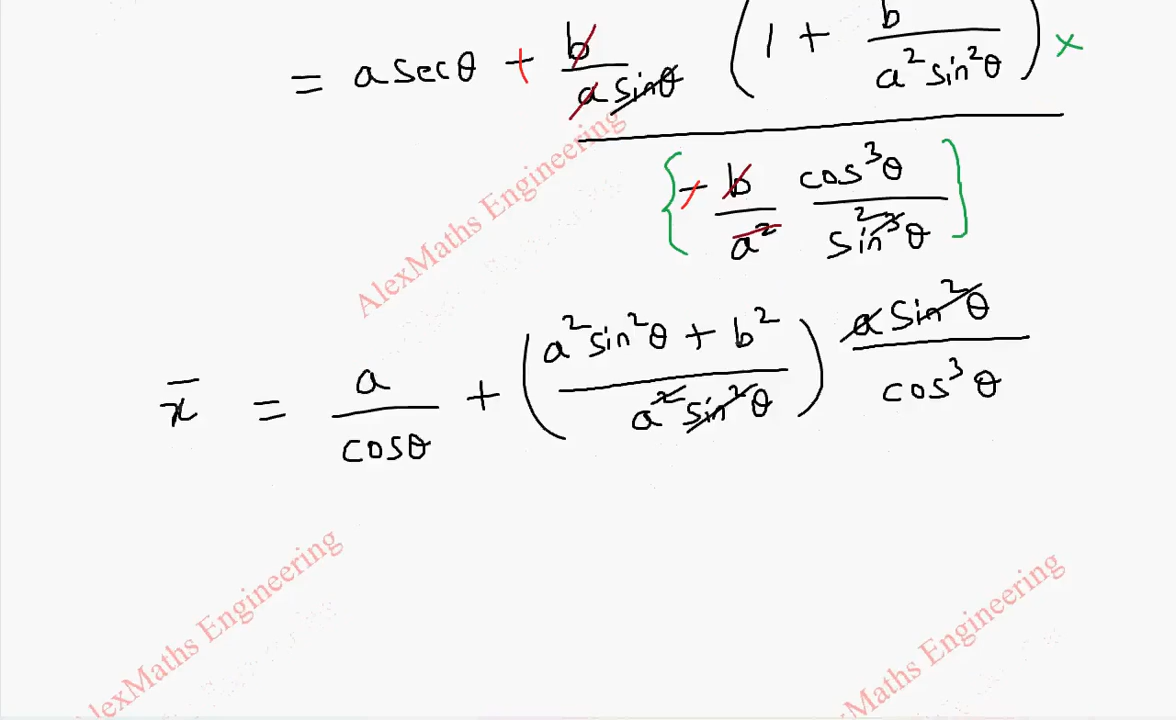 = a secθ + b/(a sinθ) (1 + b/(a² sin²θ)) ×
{+ b/a² cos³θ/sin³θ}
x̄ = a/cosθ + ((a² sin²θ + b²)/(a² sin²θ)) a sin²θ/cos³θ
AlexMaths Engineering
AlexMaths Engineering
AlexMaths Engineering